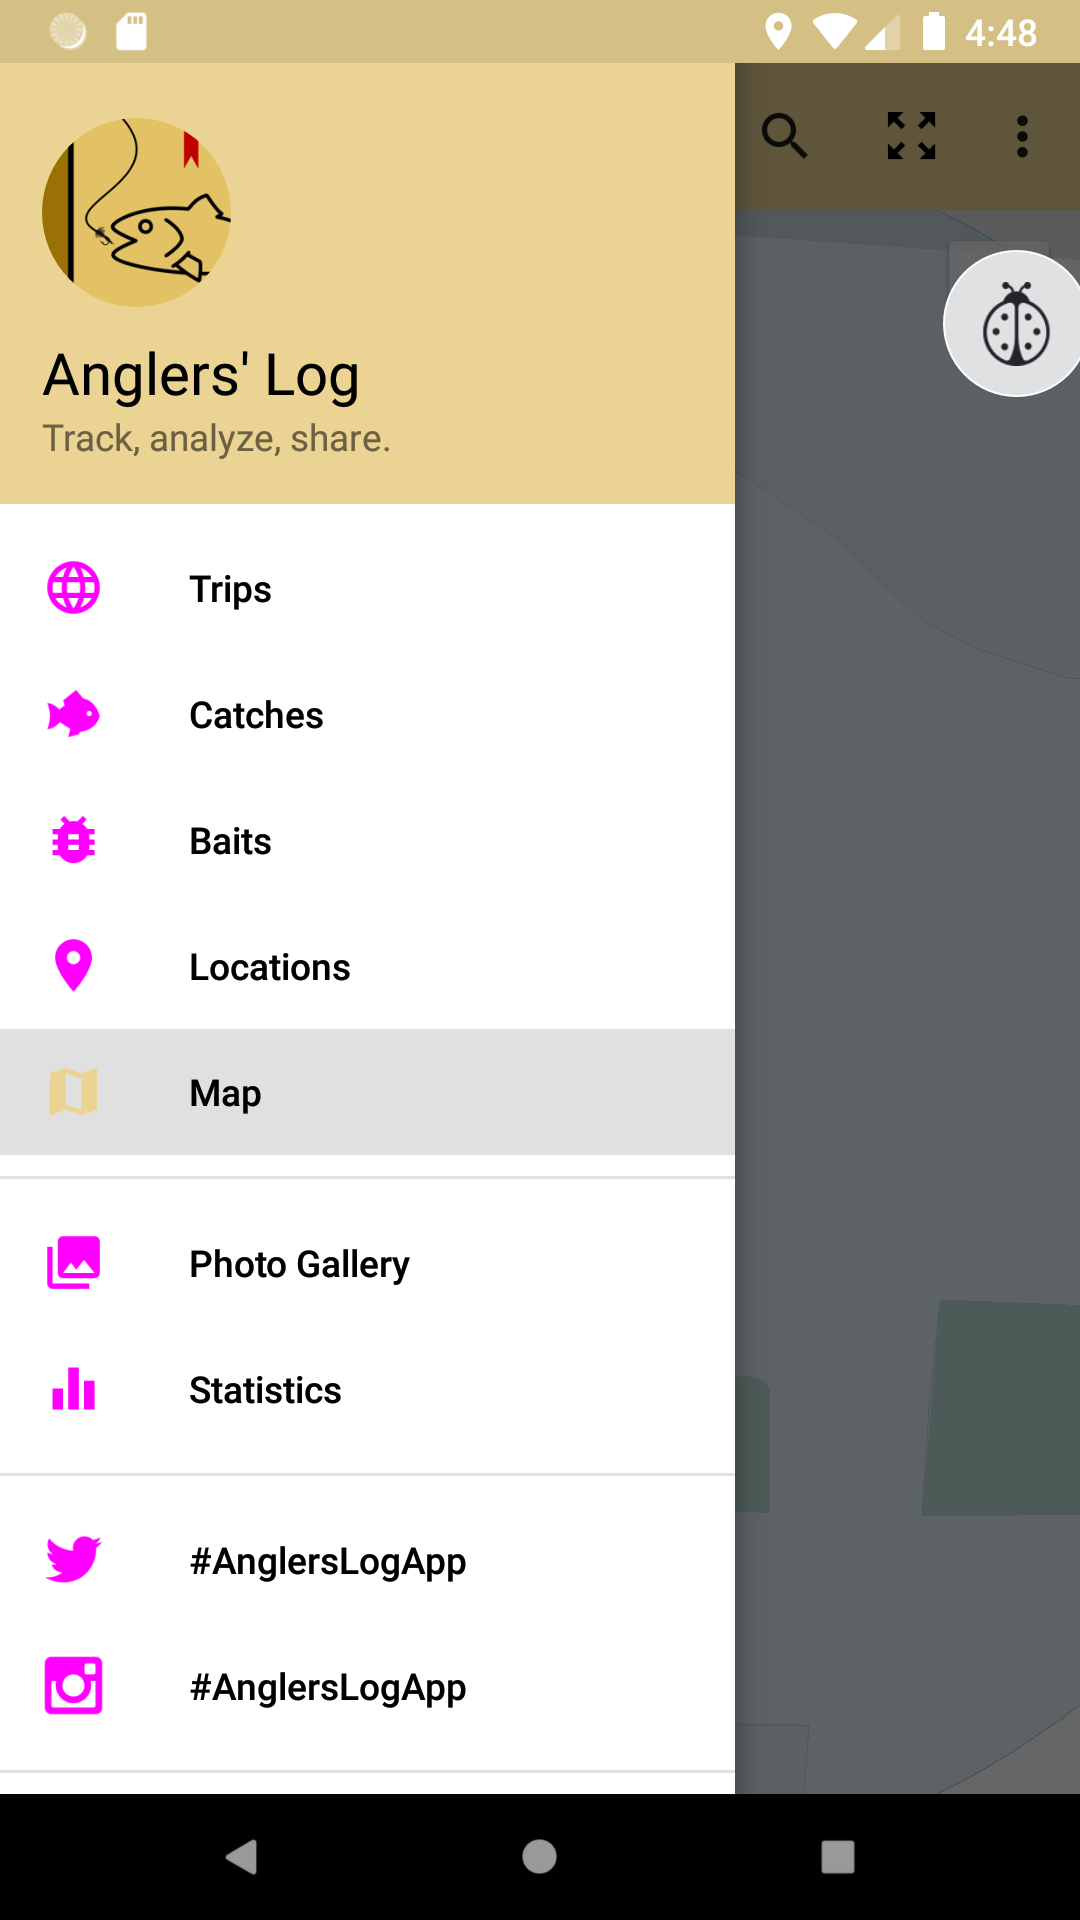 4:48
Anglers' Log
Track, analyze, share.
Trips
Catches
Baits
Locations
Map
Photo Gallery
Statistics
#AnglersLogApp
#AnglersLogApp